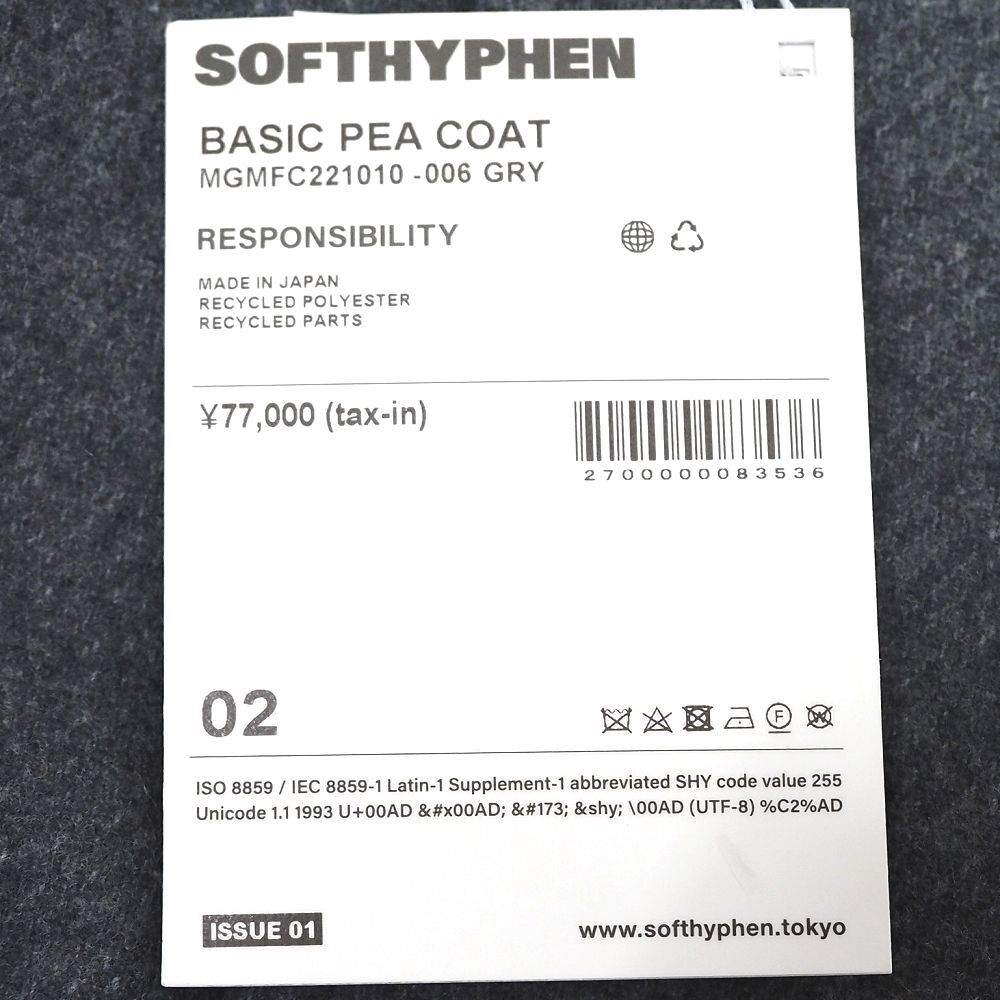 SOFTHYPHEN
BASIC PEA COAT
MGMFC221010 -006 GRY
RESPONSIBILITY
MADE IN JAPAN
RECYCLED POLYESTER
RECYCLED PARTS
¥77,000 (tax-in)
2700000083536
02
F
W
ISO 8859 / IEC 8859-1 Latin-1 Supplement-1 abbreviated SHY code value 255
Unicode 1.1 1993 U+00AD &#x00AD; &#173; &shy; \00AD (UTF-8) %C2%AD
ISSUE 01
www.softhyphen.tokyo